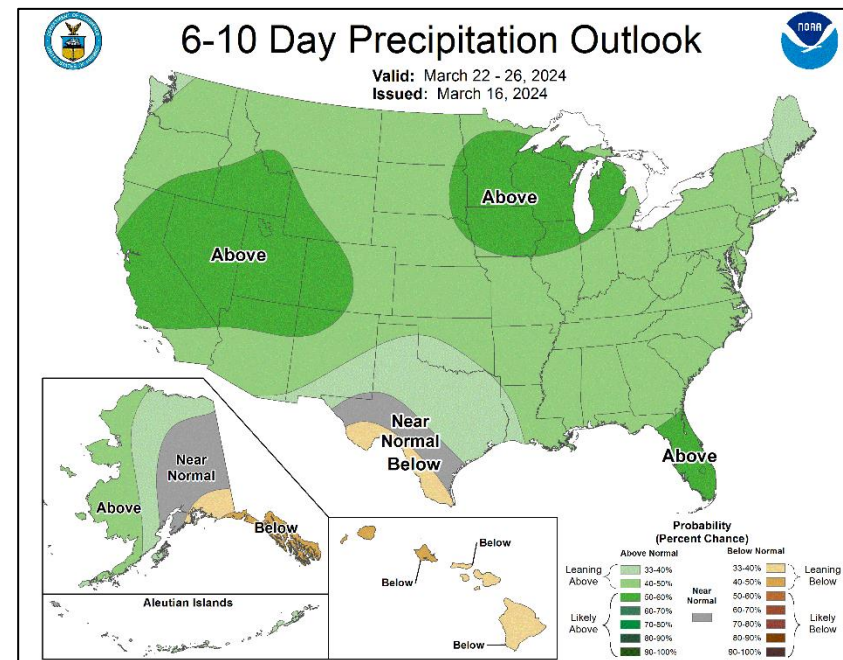 6-10 Day Precipitation Outlook
Valid: March 22 - 26, 2024
Issued: March 16, 2024
NOAA
Above
Above
Near
Normal
Below
Above
Near
Normal
Above
Below
Aleutian Islands
Below
Below
Below
Probability
(Percent Chance)
Above Normal
Below Normal
Leaning
Above
33-40%
40-50%
50-60%
60-70%
70-80%
80-90%
90-100%
Likely
Above
Near
Normal
33-40%
40-50%
50-60%
60-70%
70-80%
80-90%
90-100%
Leaning
Below
Likely
Below